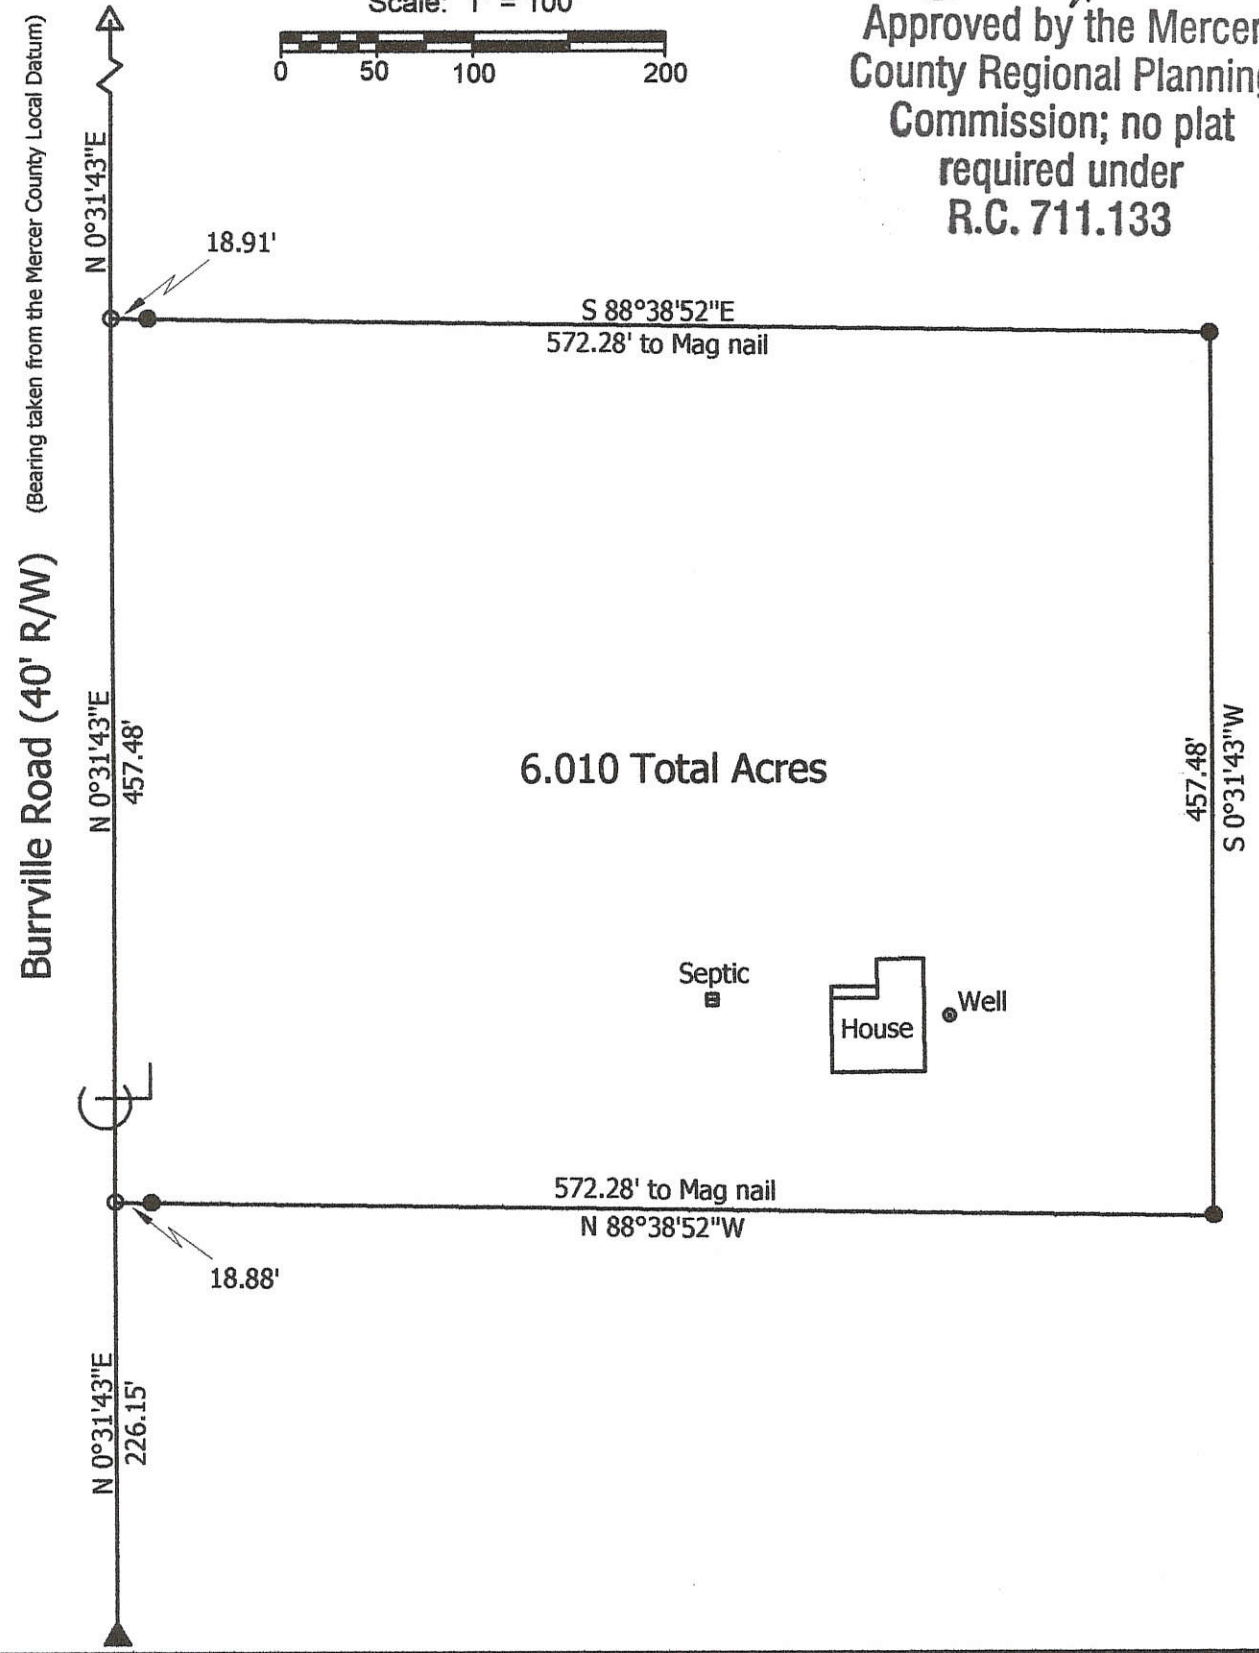 Scale: 1" = 100'
0 50 100 200
Approved by the Mercer
County Regional Planning
Commission; no plat
required under
R.C. 711.133
(Bearing taken from the Mercer County Local Datum)
N 0°31'43"E
18.91'
S 88°38'52"E
572.28' to Mag nail
Burrville Road (40' R/W)
N 0°31'43"E
457.48'
6.010 Total Acres
457.48'
S 0°31'43"W
Septic
House
Well
572.28' to Mag nail
N 88°38'52"W
18.88'
N 0°31'43"E
226.15'